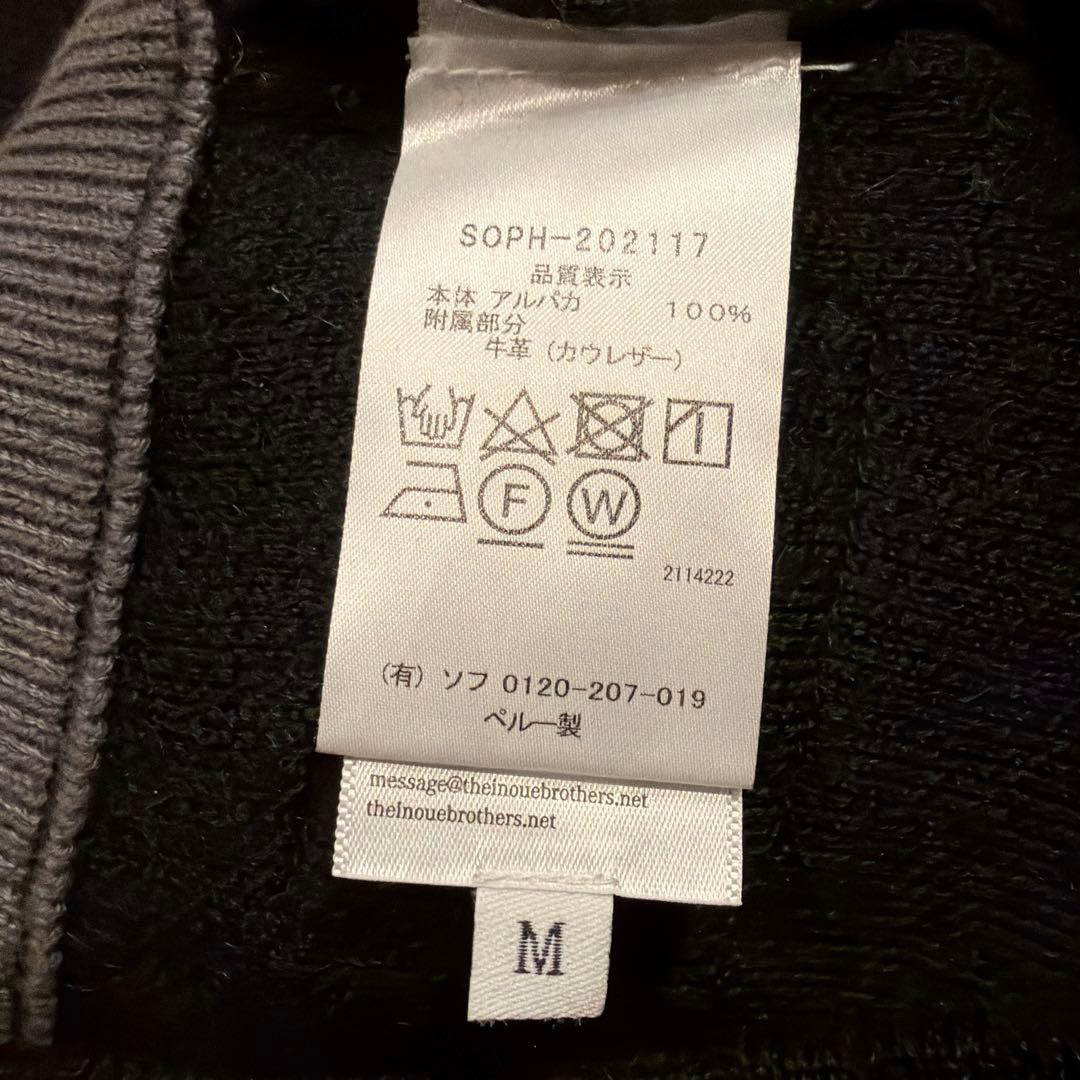 SOPH-202117
品質表示
本体 アルパカ 100%
附属部分
牛革（カウレザー）
F W
2114222
（有）ソフ 0120-207-019
ペルー製
message@theinouebrothers.net
theInouebrothers.net
M